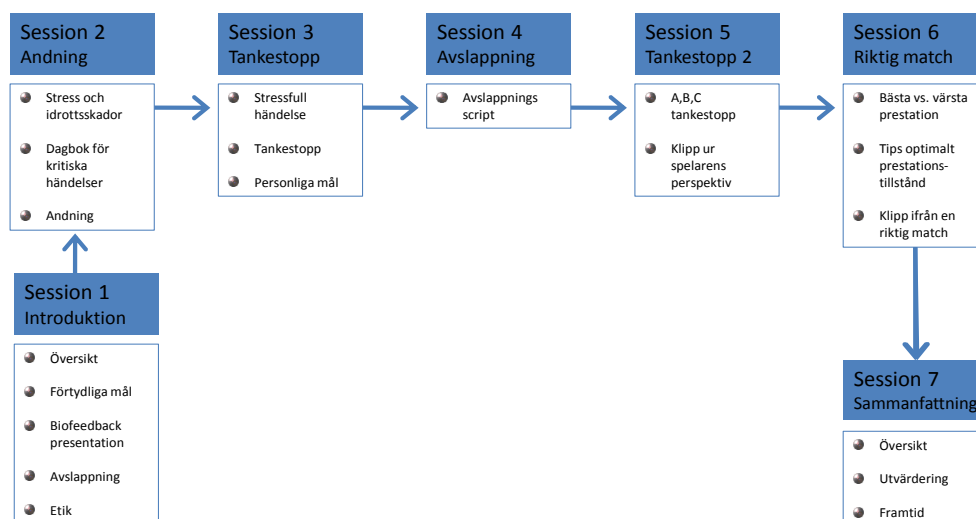 Session 2
Andning
Stress och
idrottsskador
Dagbok för
kritiska
händelser
Andning
Session 3
Tankestopp
Stressfull
händelse
Tankestopp
Personliga mål
Session 4
Avslappning
Avslappnings
script
Session 5
Tankestopp 2
A,B,C
tankestopp
Klipp ur
spelarens
perspektiv
Session 6
Riktig match
Bästa vs. värsta
prestation
Tips optimalt
prestations-
tillstånd
Klipp ifrån en
riktig match
Session 1
Introduktion
Översikt
Förtydliga mål
Biofeedback
presentation
Avslappning
Etik
Session 7
Sammanfattning
Översikt
Utvärdering
Framtid